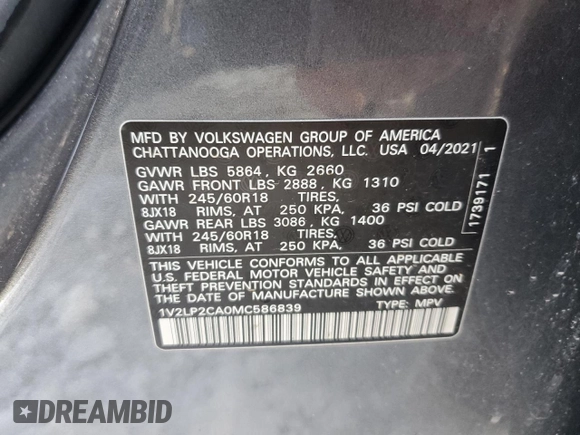 MFD BY VOLKSWAGEN GROUP OF AMERICA
CHATTANOOGA OPERATIONS, LLC. USA 04/2021
GVWR LBS 5864, KG 2660
GAWR FRONT LBS 2888, KG 1310
WITH 245/60R18 TIRES,
8JX18 RIMS, AT 250 KPA, 36 PSI COLD
GAWR REAR LBS 3086, KG 1400
WITH 245/60R18 TIRES,
8JX18 RIMS, AT 250 KPA, 36 PSI COLD
THIS VEHICLE CONFORMS TO ALL APPLICABLE
U.S. FEDERAL MOTOR VEHICLE SAFETY AND
THEFT PREVENTION STANDARDS IN EFFECT ON
THE DATE OF MANUFACTURE SHOWN ABOVE.
1V2LP2CA0MC586839 TYPE: MPV
1739171 1
DREAMBID